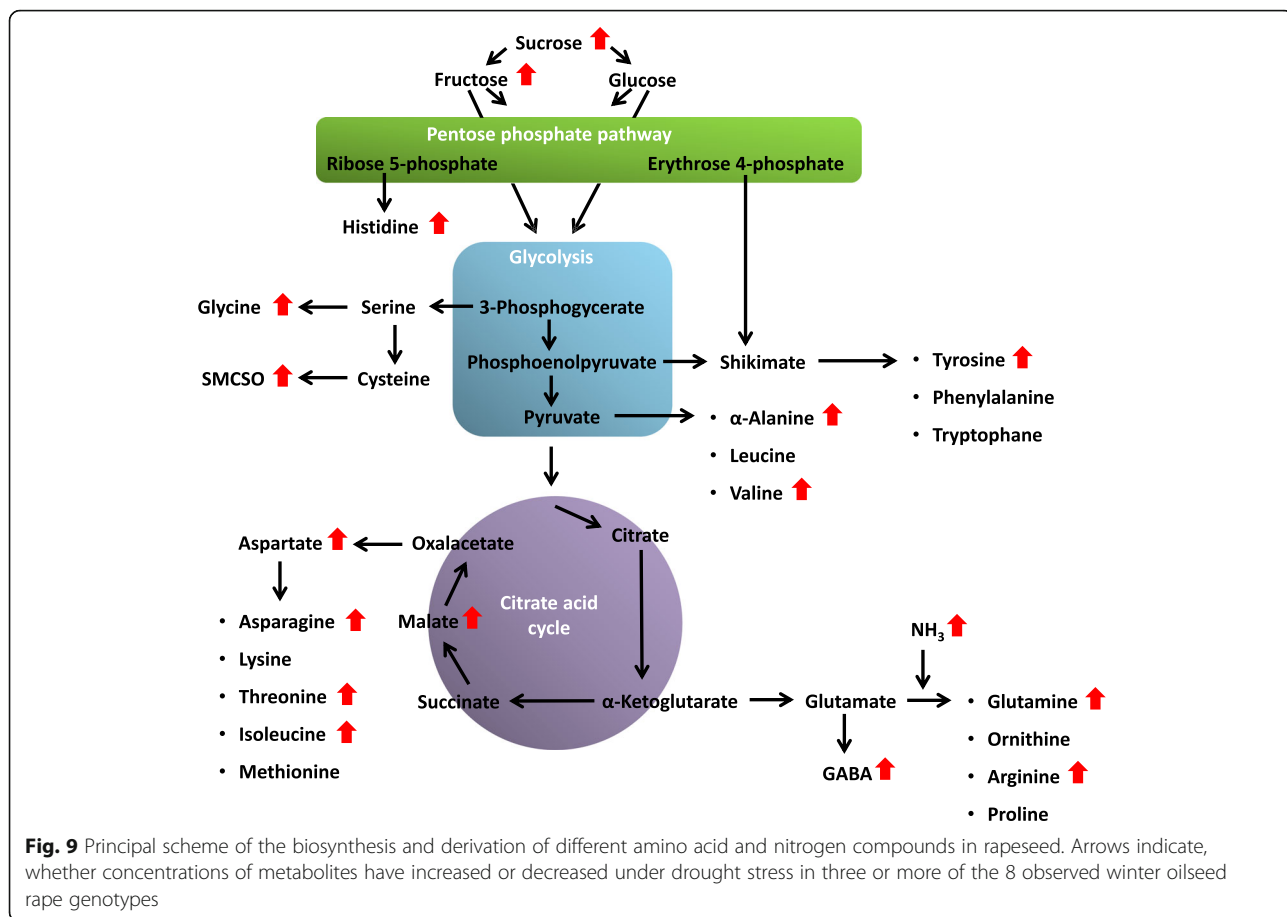 Sucrose
Fructose
Glucose
Pentose phosphate pathway
Ribose 5-phosphate
Erythrose 4-phosphate
Histidine
Glycolysis
Glycine
Serine
3-Phosphogycerate
Phosphoenolpyruvate
Shikimate
• Tyrosine
• Phenylalanine
• Tryptophane
SMCSO
Cysteine
Pyruvate
• α-Alanine
• Leucine
• Valine
Aspartate
Oxalacetate
Citrate
• Asparagine
• Lysine
• Threonine
• Isoleucine
• Methionine
Malate
Citrate acid
cycle
Succinate
α-Ketoglutarate
Glutamate
NH₃
GABA
• Glutamine
• Ornithine
• Arginine
• Proline
Fig. 9 Principal scheme of the biosynthesis and derivation of different amino acid and nitrogen compounds in rapeseed. Arrows indicate,
whether concentrations of metabolites have increased or decreased under drought stress in three or more of the 8 observed winter oilseed
rape genotypes